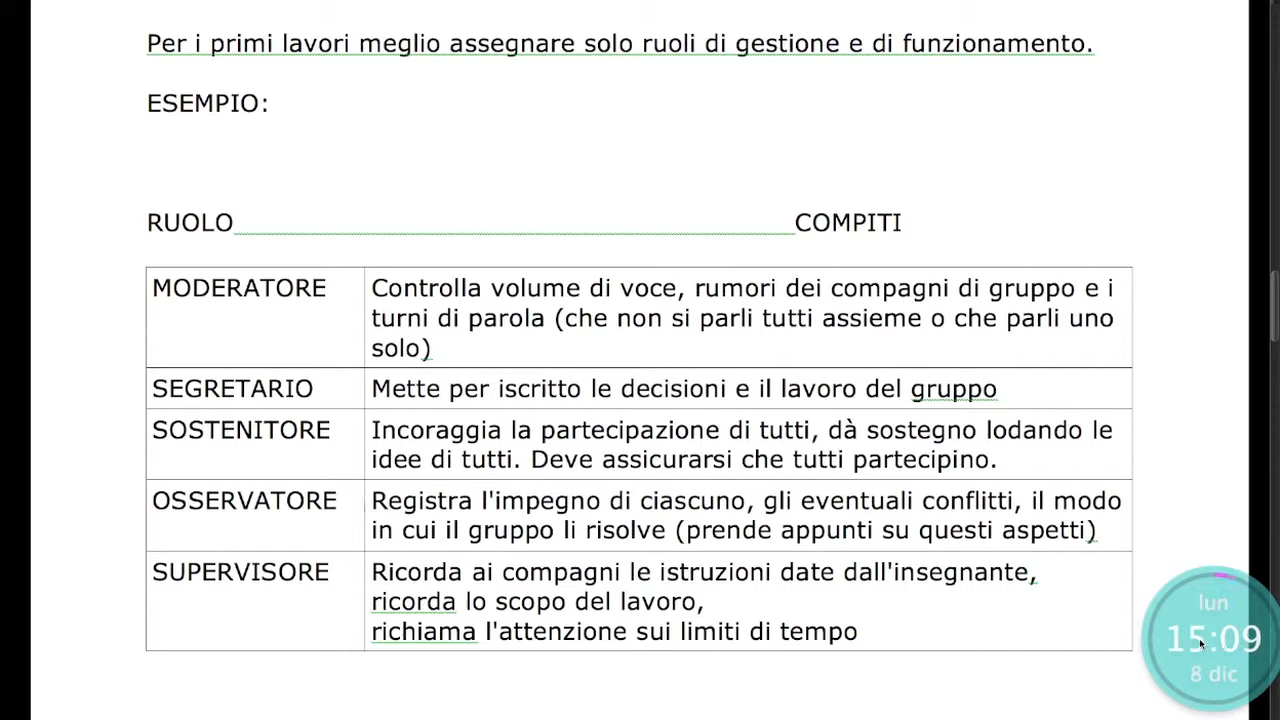 Per i primi lavori meglio assegnare solo ruoli di gestione e di funzionamento.
ESEMPIO:
RUOLO COMPITI
MODERATORE Controlla volume di voce, rumori dei compagni di gruppo e i
turni di parola (che non si parli tutti assieme o che parli uno
solo)
SEGRETARIO Mette per iscritto le decisioni e il lavoro del gruppo
SOSTENITORE Incoraggia la partecipazione di tutti, dà sostegno lodando le
idee di tutti. Deve assicurarsi che tutti partecipino.
OSSERVATORE Registra l'impegno di ciascuno, gli eventuali conflitti, il modo
in cui il gruppo li risolve (prende appunti su questi aspetti)
SUPERVISORE Ricorda ai compagni le istruzioni date dall'insegnante,
ricorda lo scopo del lavoro,
richiama l'attenzione sui limiti di tempo
lun
15:09
8 dic